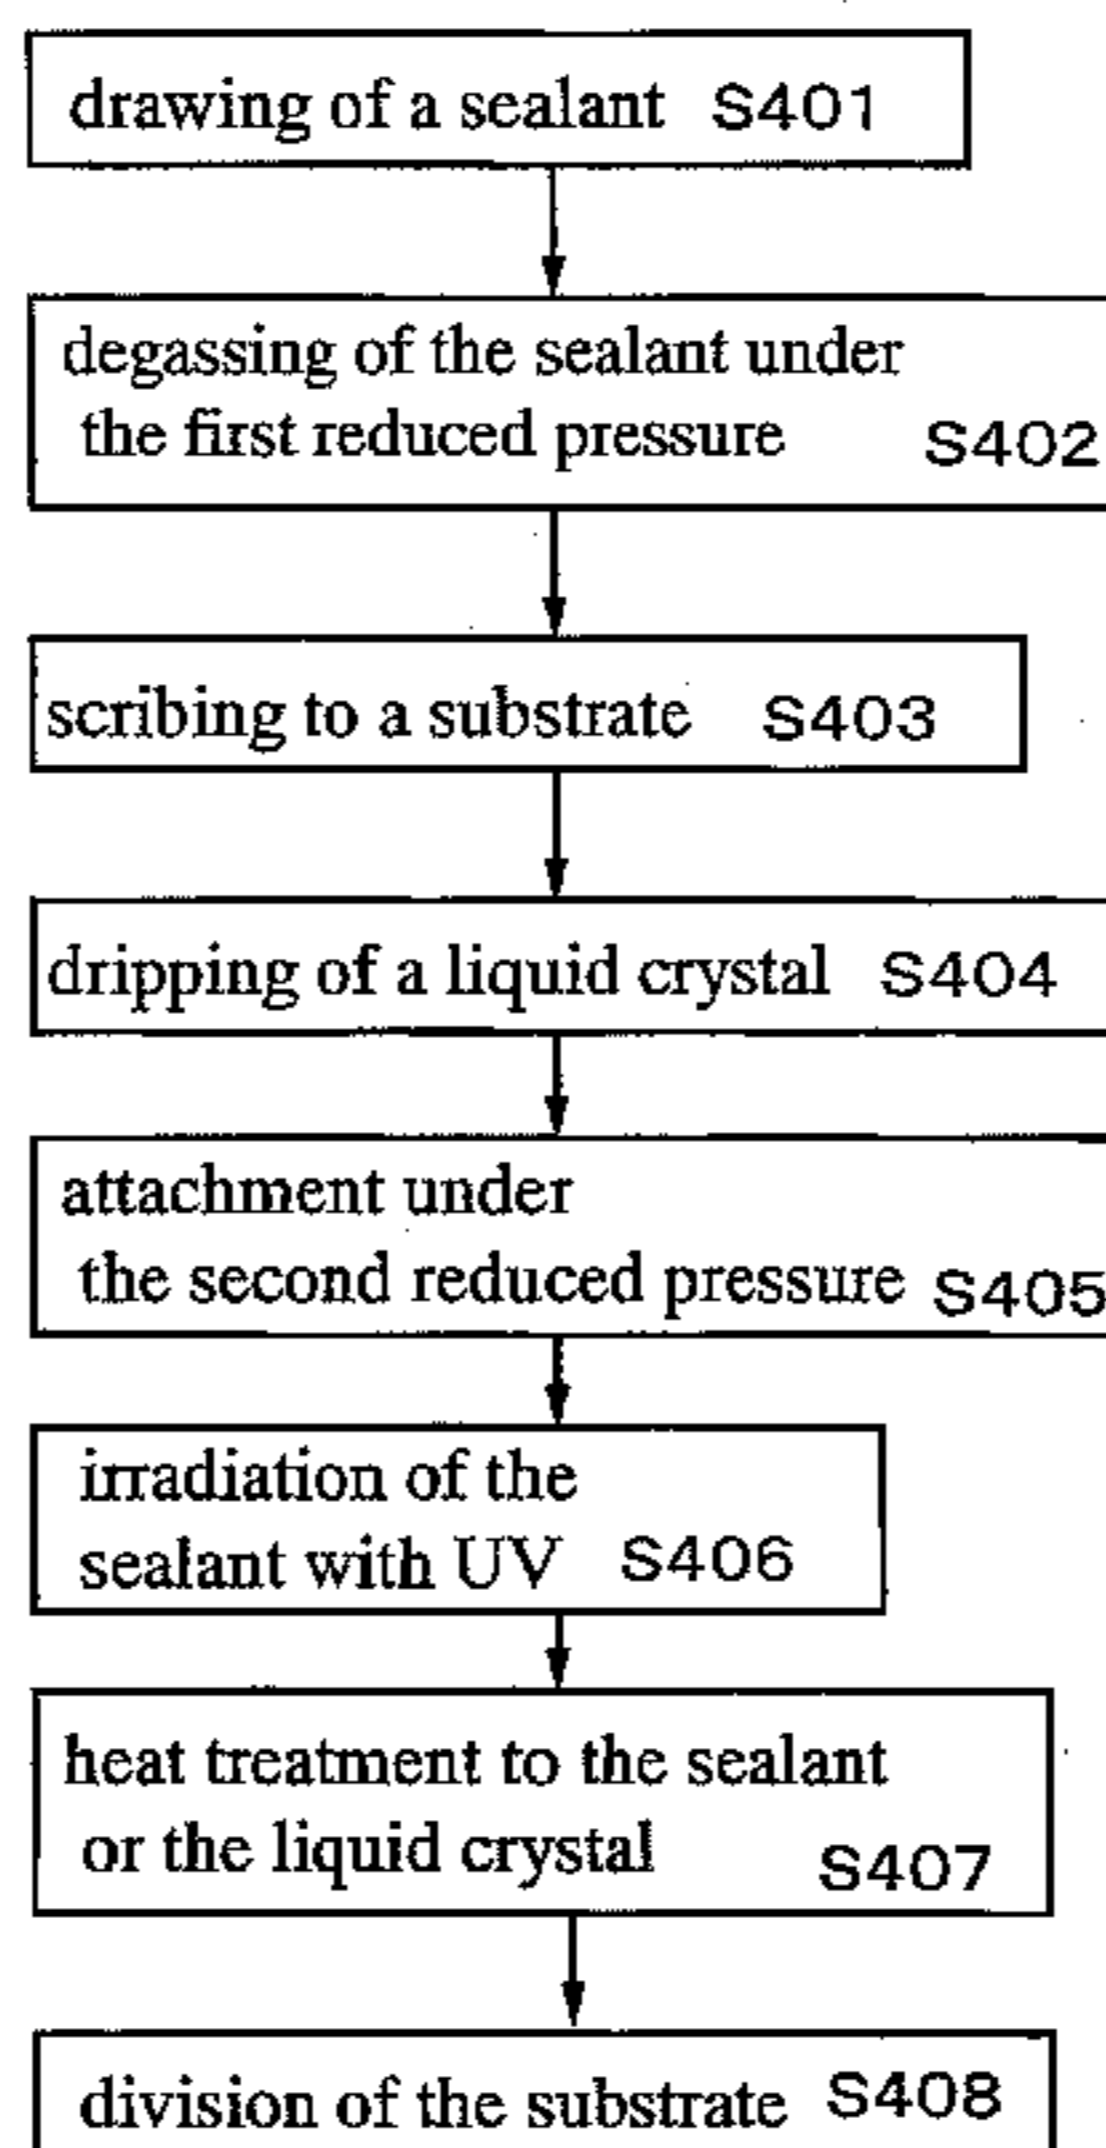 drawing of a sealant S401
degassing of the sealant under
the first reduced pressure S402
scribing to a substrate S403
dripping of a liquid crystal S404
attachment under
the second reduced pressure S405
irradiation of the
sealant with UV S406
heat treatment to the sealant
or the liquid crystal S407
division of the substrate S408